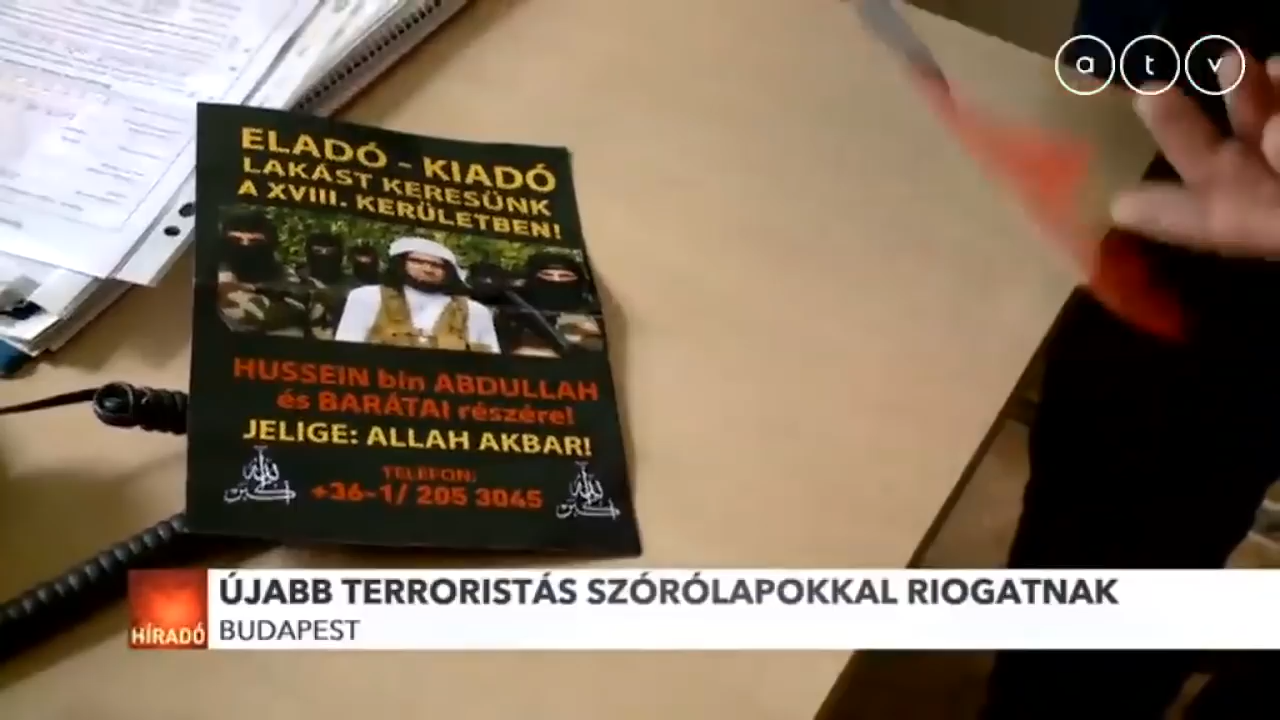 a t v
ELADÓ - KIADÓ
LAKÁST KERESÜNK
A XVIII. KERÜLETBEN!
HUSSEIN bin ABDULLAH
és BARÁTAI részére!
JELIGE: ALLAH AKBAR!
TELEFON:
+36-1/ 205 3045
ÚJABB TERRORISTÁS SZÓRÓLAPOKKAL RIOGATNAK
HÍRADÓ
BUDAPEST